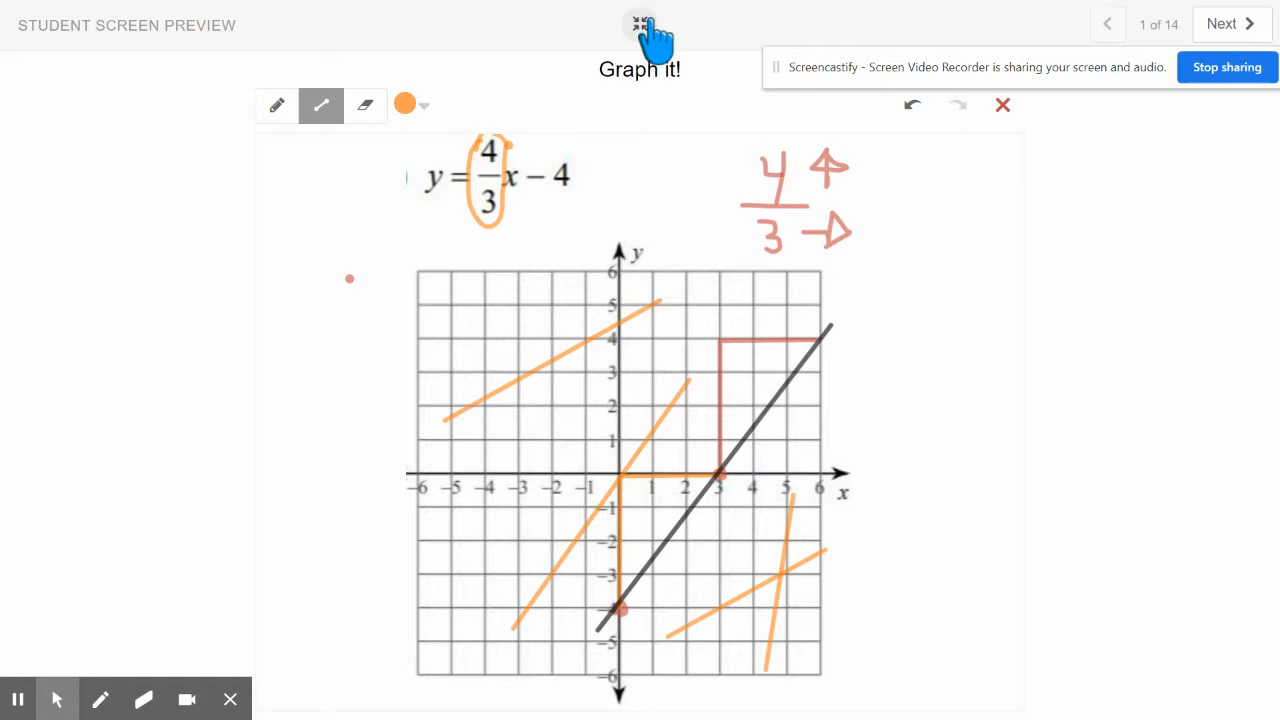 STUDENT SCREEN PREVIEW
1 of 14
Next
Graph it!
Screencastify - Screen Video Recorder is sharing your screen and audio.
Stop sharing
y = 4/3 x − 4
4
3
y
6
5
4
3
2
1
-6 -5 -4 -3 -2 -1 1 2 3 4 5 6
x
-1
-2
-3
-4
-5
-6